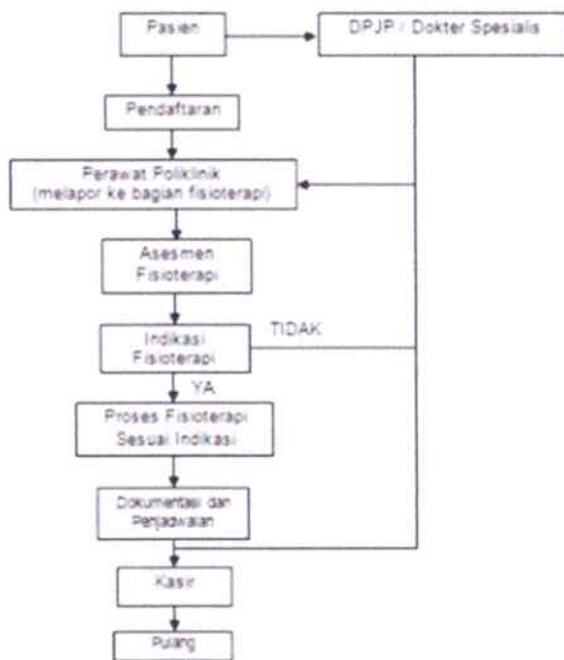 Pasien
DPJP / Dokter Spesialis
Pendaftaran
Perawat Poliklinik
(melapor ke bagian fisioterapi)
Asesmen
Fisioterapi
Indikasi
Fisioterapi
TIDAK
YA
Proses Fisioterapi
Sesuai Indikasi
Dokumentasi dan
Penjadwalan
Kasir
Pulang